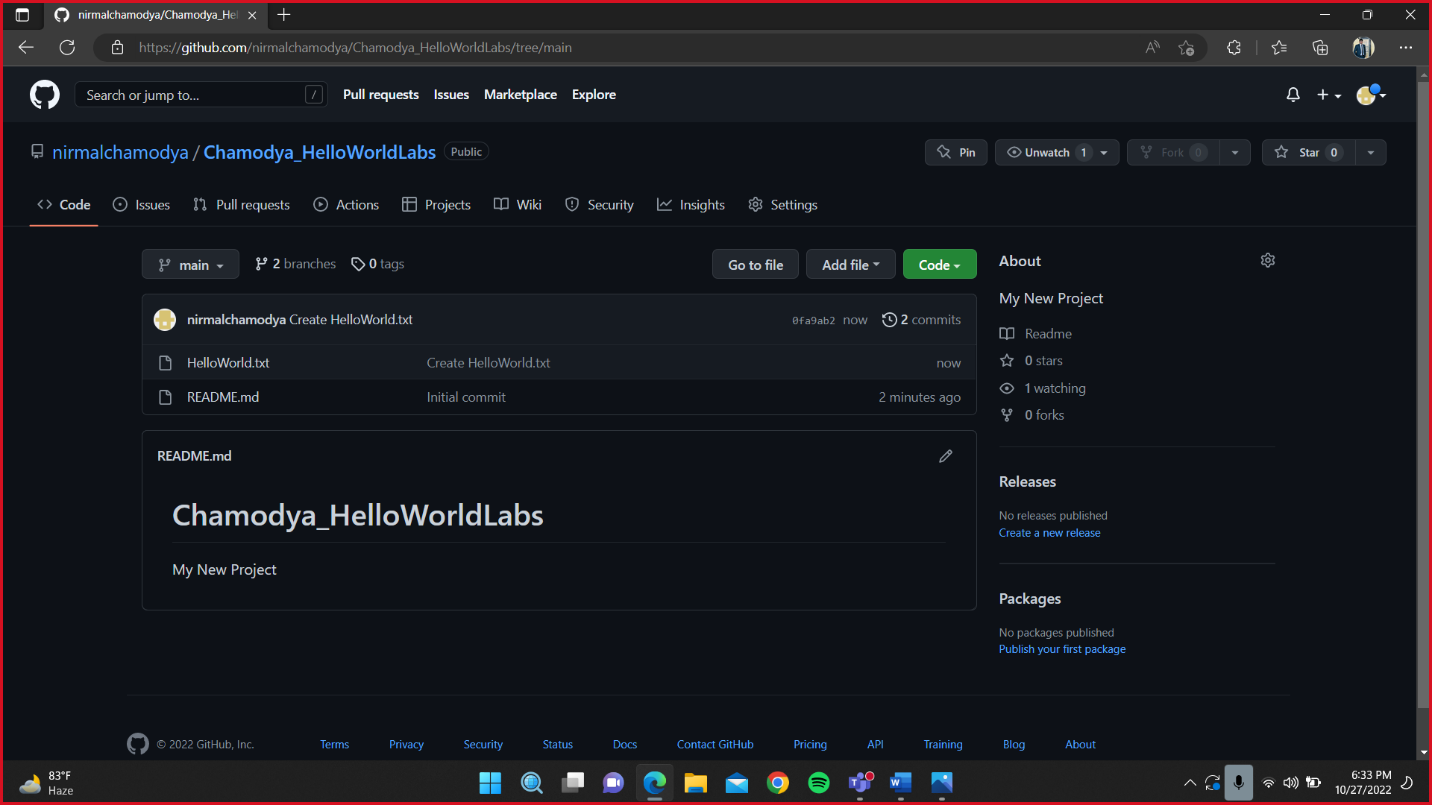 nirmalchamodya/Chamodya_Hel
https://github.com/nirmalchamodya/Chamodya_HelloWorldLabs/tree/main
Search or jump to... /
Pull requests Issues Marketplace Explore
nirmalchamodya / Chamodya_HelloWorldLabs Public
Pin Unwatch 1 Fork 0 Star 0
Code Issues Pull requests Actions Projects Wiki Security Insights Settings
main 2 branches 0 tags Go to file Add file Code
nirmalchamodya Create HelloWorld.txt 0fa9ab2 now 2 commits
HelloWorld.txt Create HelloWorld.txt now
README.md Initial commit 2 minutes ago
README.md
Chamodya_HelloWorldLabs
My New Project
About
My New Project
Readme
0 stars
1 watching
0 forks
Releases
No releases published
Create a new release
Packages
No packages published
Publish your first package
© 2022 GitHub, Inc. Terms Privacy Security Status Docs Contact GitHub Pricing API Training Blog About
83°F
Haze
6:33 PM
10/27/2022